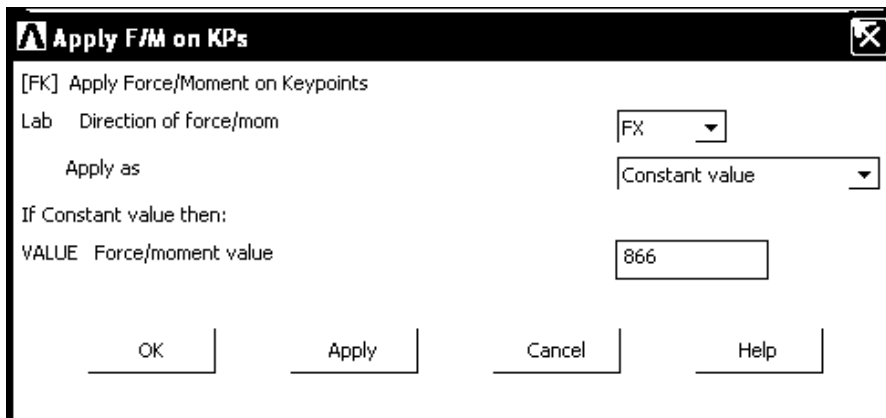 Apply F/M on KPs
[FK] Apply Force/Moment on Keypoints
Lab Direction of force/mom FX
Apply as Constant value
If Constant value then:
VALUE Force/moment value 866
OK Apply Cancel Help